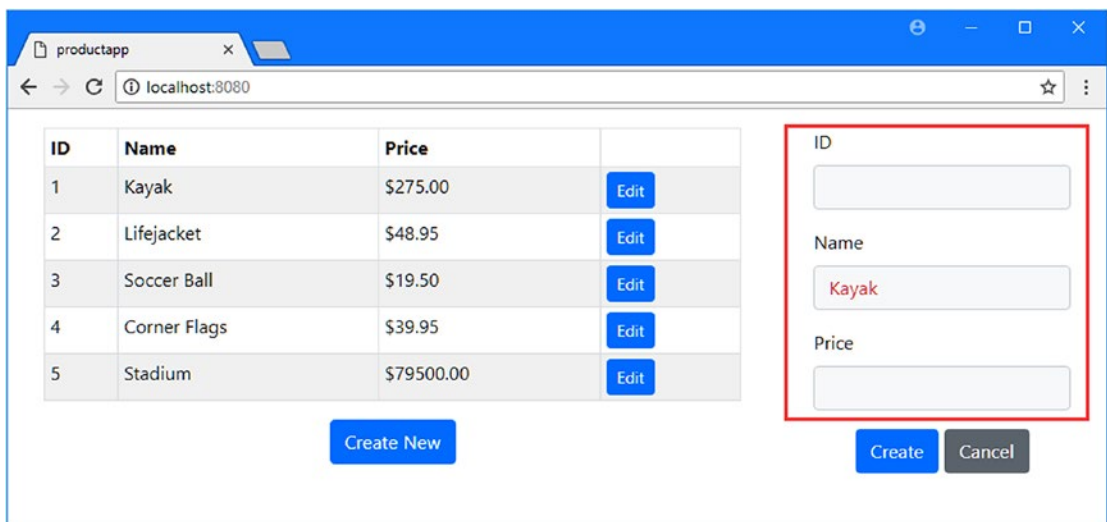 productapp
localhost:8080
ID Name Price
1 Kayak $275.00 Edit
2 Lifejacket $48.95 Edit
3 Soccer Ball $19.50 Edit
4 Corner Flags $39.95 Edit
5 Stadium $79500.00 Edit
Create New
ID
Name
Kayak
Price
Create Cancel